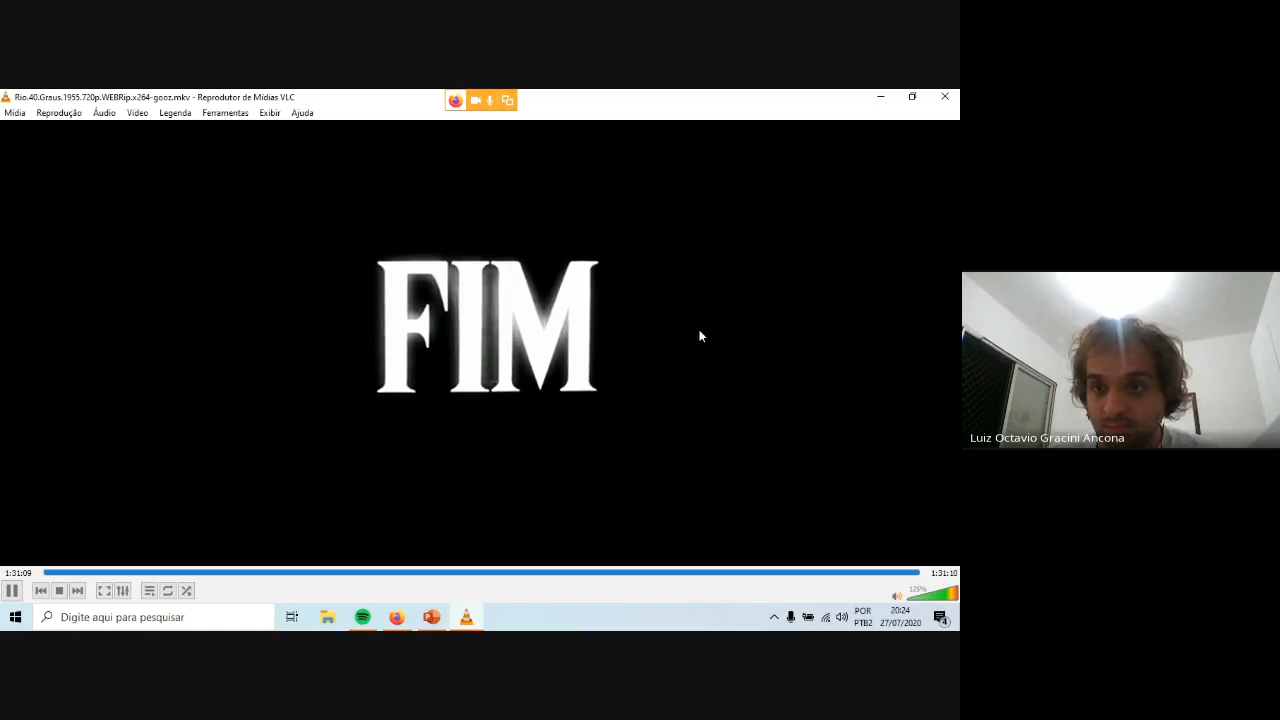 Rio.40.Graus.1955.720p.WEBRip.x264-gooz.mkv - Reprodutor de Mídias VLC
Mídia Reprodução Áudio Vídeo Legenda Ferramentas Exibir Ajuda
FIM
Luiz Octavio Gracini Ancona
1:31:09 1:31:10
125%
Digite aqui para pesquisar
POR 20:24
PTB2 27/07/2020 4